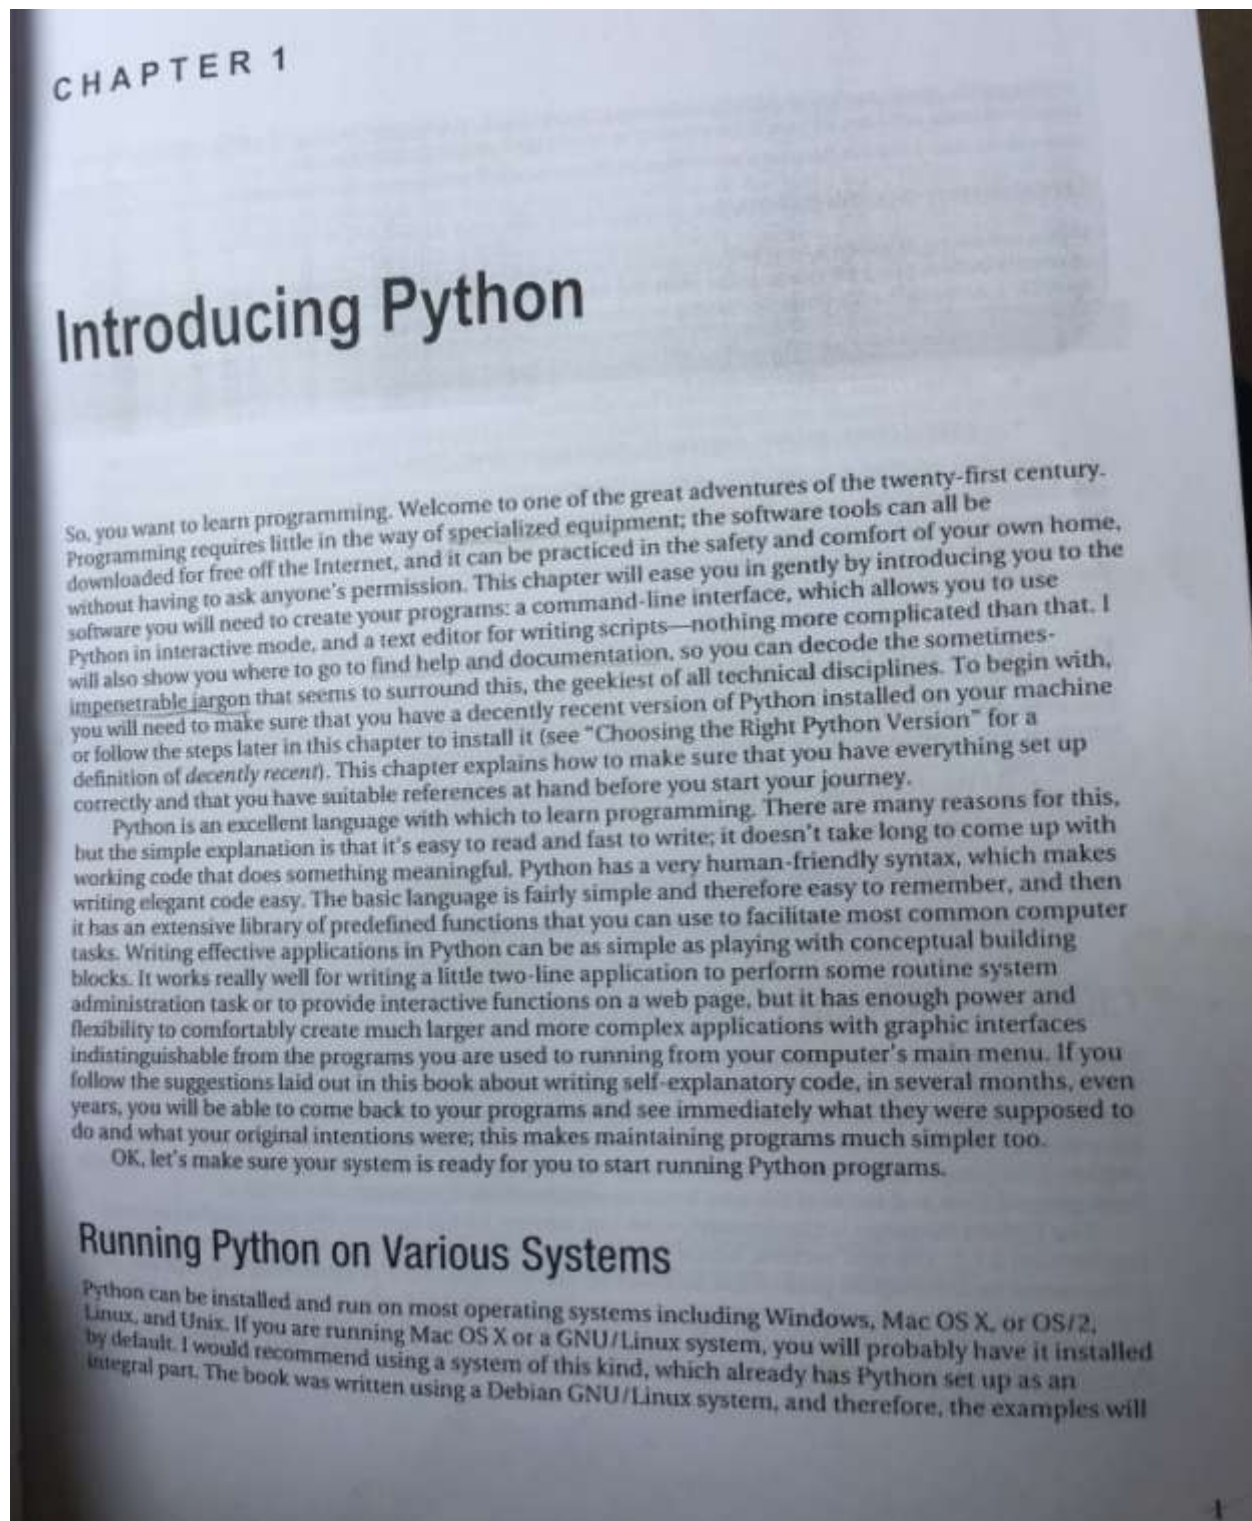 CHAPTER 1
Introducing Python
So, you want to learn programming. Welcome to one of the great adventures of the twenty-first century.
Programming requires little in the way of specialized equipment; the software tools can all be
downloaded for free off the Internet, and it can be practiced in the safety and comfort of your own home,
without having to ask anyone's permission. This chapter will ease you in gently by introducing you to the
software you will need to create your programs: a command-line interface, which allows you to use
Python in interactive mode, and a text editor for writing scripts—nothing more complicated than that. I
will also show you where to go to find help and documentation, so you can decode the sometimes-
impenetrable jargon that seems to surround this, the geekiest of all technical disciplines. To begin with,
you will need to make sure that you have a decently recent version of Python installed on your machine
or follow the steps later in this chapter to install it (see "Choosing the Right Python Version" for a
definition of decently recent). This chapter explains how to make sure that you have everything set up
correctly and that you have suitable references at hand before you start your journey.
Python is an excellent language with which to learn programming. There are many reasons for this,
but the simple explanation is that it's easy to read and fast to write; it doesn't take long to come up with
working code that does something meaningful. Python has a very human-friendly syntax, which makes
writing elegant code easy. The basic language is fairly simple and therefore easy to remember, and then
it has an extensive library of predefined functions that you can use to facilitate most common computer
tasks. Writing effective applications in Python can be as simple as playing with conceptual building
blocks. It works really well for writing a little two-line application to perform some routine system
administration task or to provide interactive functions on a web page, but it has enough power and
flexibility to comfortably create much larger and more complex applications with graphic interfaces
indistinguishable from the programs you are used to running from your computer's main menu. If you
follow the suggestions laid out in this book about writing self-explanatory code, in several months, even
years, you will be able to come back to your programs and see immediately what they were supposed to
do and what your original intentions were; this makes maintaining programs much simpler too.
OK, let's make sure your system is ready for you to start running Python programs.
Running Python on Various Systems
Python can be installed and run on most operating systems including Windows, Mac OS X, or OS/2,
Linux, and Unix. If you are running Mac OS X or a GNU/Linux system, you will probably have it installed
by default. I would recommend using a system of this kind, which already has Python set up as an
integral part. The book was written using a Debian GNU/Linux system, and therefore, the examples will
1